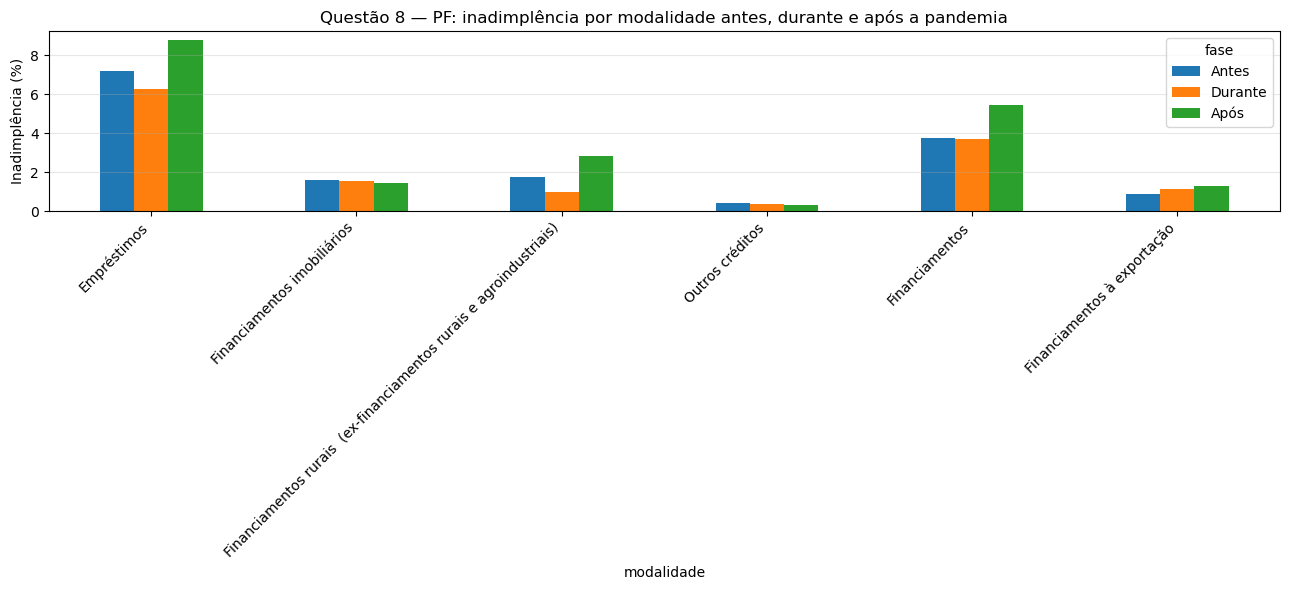 Questão 8 — PF: inadimplência por modalidade antes, durante e após a pandemia
Inadimplência (%)
8
6
4
2
0
fase
Antes
Durante
Após
Empréstimos
Financiamentos imobiliários
Financiamentos rurais  (ex-financiamentos rurais e agroindustriais)
Outros créditos
Financiamentos
Financiamentos à exportação
modalidade